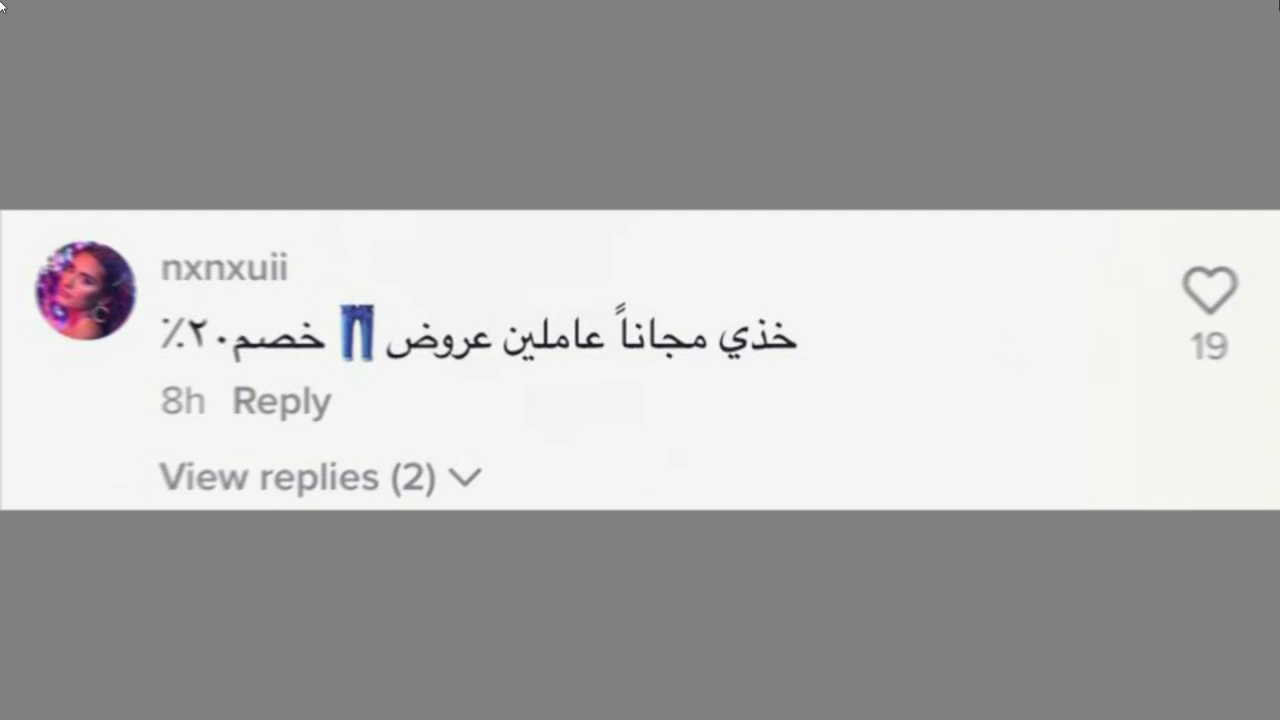 nxnxuii
خذي مجاناً عاملين عروض 👖 خصم٢٠٪
19
8h Reply
View replies (2)